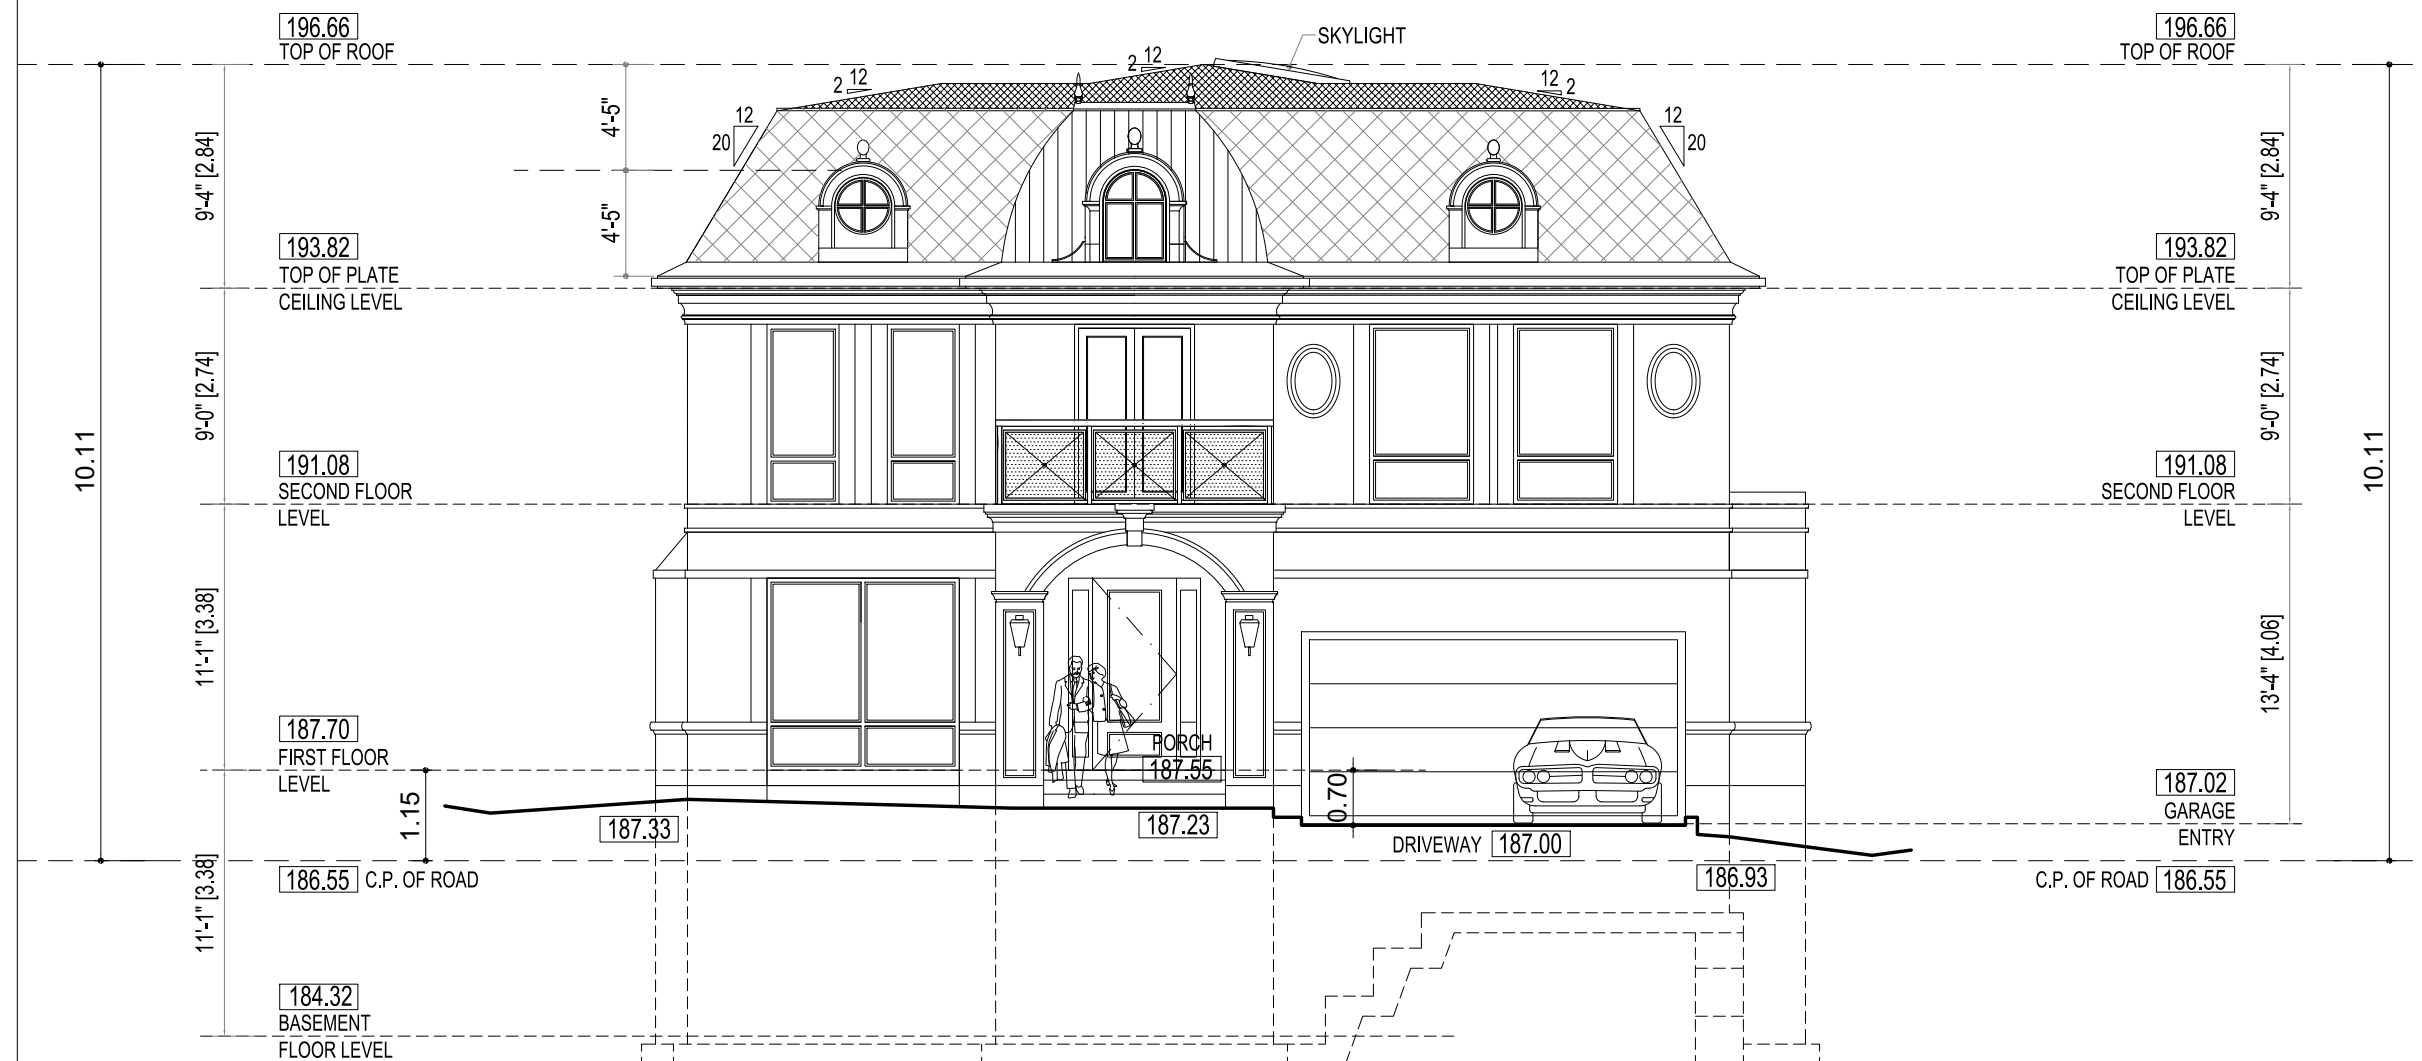 196.66
TOP OF ROOF
SKYLIGHT
196.66
TOP OF ROOF
2 12
2 12
12 2
12
20
12
20
4'-5"
4'-5"
9'-4" [2.84]
9'-4" [2.84]
193.82
TOP OF PLATE
CEILING LEVEL
193.82
TOP OF PLATE
CEILING LEVEL
9'-0" [2.74]
9'-0" [2.74]
10.11
10.11
191.08
SECOND FLOOR
LEVEL
191.08
SECOND FLOOR
LEVEL
11'-1" [3.38]
13'-4" [4.06]
187.70
FIRST FLOOR
LEVEL
PORCH
187.55
1.15
0.70
187.02
GARAGE
ENTRY
187.33
187.23
DRIVEWAY 187.00
186.55 C.P. OF ROAD
186.93
C.P. OF ROAD 186.55
11'-1" [3.38]
184.32
BASEMENT
FLOOR LEVEL